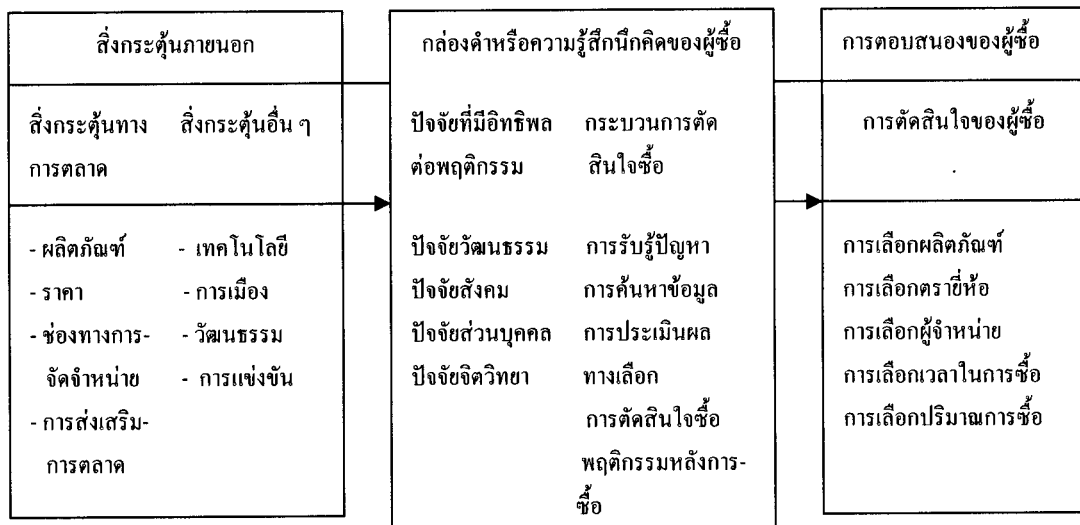 สิ่งกระตุ้นภายนอก
สิ่งกระตุ้นทาง สิ่งกระตุ้นอื่น ๆ
การตลาด
- ผลิตภัณฑ์ - เทคโนโลยี
- ราคา - การเมือง
- ช่องทางการ- - วัฒนธรรม
จัดจำหน่าย - การแข่งขัน
- การส่งเสริม-
การตลาด
กล่องดำหรือความรู้สึกนึกคิดของผู้ซื้อ
ปัจจัยที่มีอิทธิพล กระบวนการตัด
ต่อพฤติกรรม สินใจซื้อ
ปัจจัยวัฒนธรรม การรับรู้ปัญหา
ปัจจัยสังคม การค้นหาข้อมูล
ปัจจัยส่วนบุคคล การประเมินผล
ปัจจัยจิตวิทยา ทางเลือก
การตัดสินใจซื้อ
พฤติกรรมหลังการ-
ซื้อ
การตอบสนองของผู้ซื้อ
การตัดสินใจของผู้ซื้อ
การเลือกผลิตภัณฑ์
การเลือกตรายี่ห้อ
การเลือกผู้จำหน่าย
การเลือกเวลาในการซื้อ
การเลือกปริมาณการซื้อ